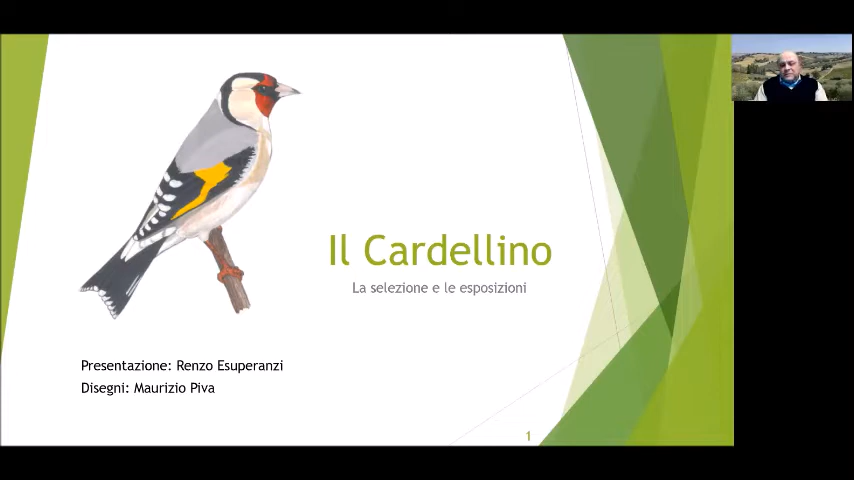 Il Cardellino
La selezione e le esposizioni
Presentazione: Renzo Esuperanzi
Disegni: Maurizio Piva
1